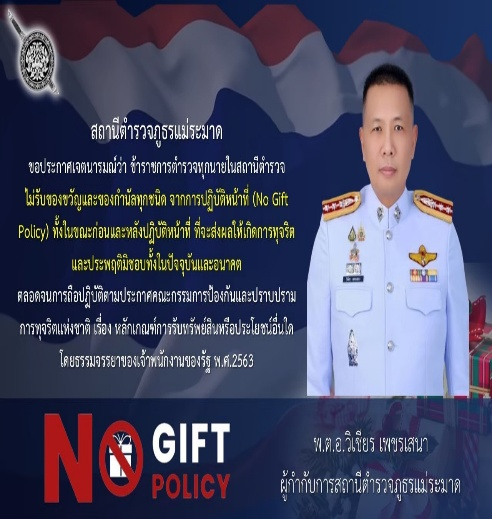 สถานีตำรวจภูธรแม่ระมาด
ขอประกาศเจตนารมณ์ว่า ข้าราชการตำรวจทุกนายในสถานีตำรวจ
ไม่รับของขวัญและของกำนัลทุกชนิด จากการปฏิบัติหน้าที่ (No Gift
Policy) ทั้งในขณะก่อนและหลังปฏิบัติหน้าที่ ที่จะส่งผลให้เกิดการทุจริต
และประพฤติมิชอบทั้งในปัจจุบันและอนาคต
ตลอดจนการถือปฏิบัติตามประกาศคณะกรรมการป้องกันและปราบปราม
การทุจริตแห่งชาติ เรื่อง หลักเกณฑ์การรับทรัพย์สินหรือประโยชน์อื่นใด
โดยธรรมจรรยาของเจ้าพนักงานของรัฐ พ.ศ.2563
NO GIFT
POLICY
พ.ต.อ.วิเชียร เพชรเสนา
ผู้กำกับการสถานีตำรวจภูธรแม่ระมาด